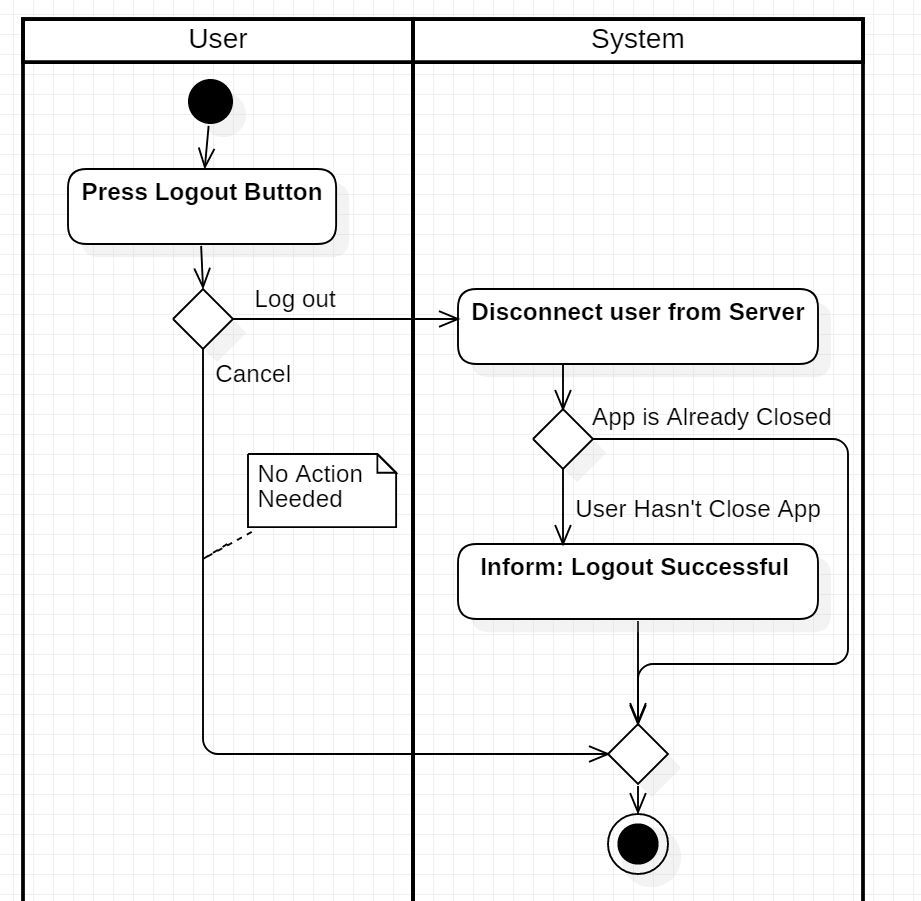 User
System
Press Logout Button
Log out
Disconnect user from Server
Cancel
App is Already Closed
No Action
Needed
User Hasn't Close App
Inform: Logout Successful